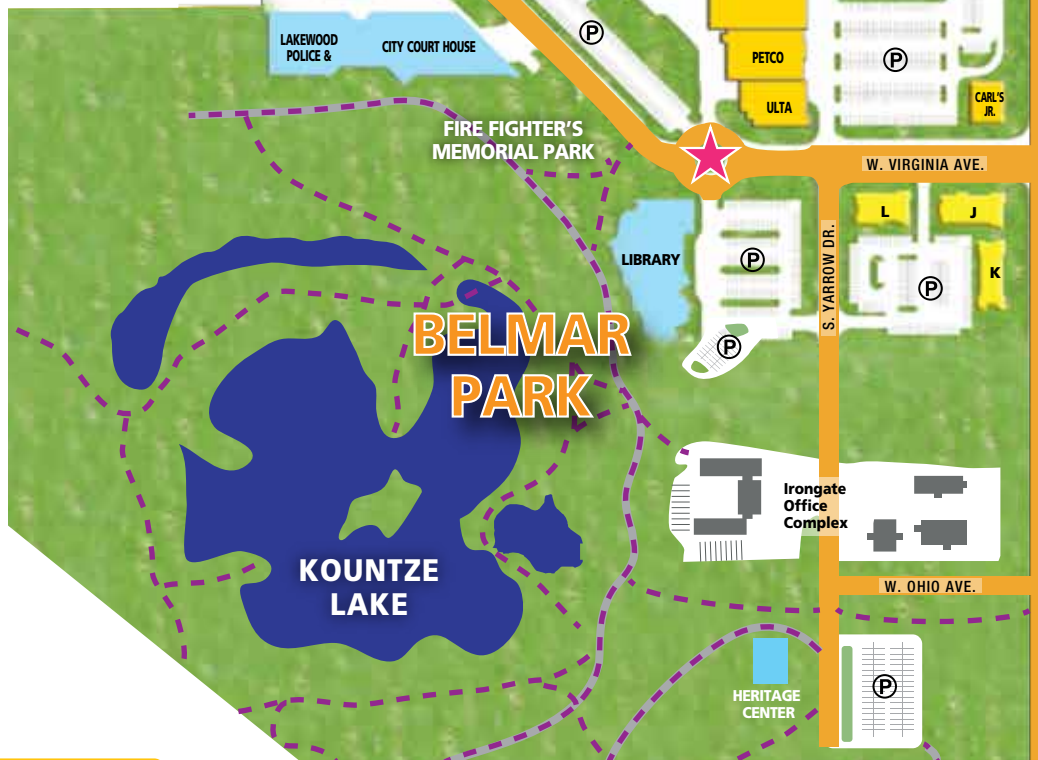 LAKEWOOD
POLICE &
CITY COURT HOUSE
P
PETCO
P
ULTA
CARL'S
JR.
FIRE FIGHTER'S
MEMORIAL PARK
W. VIRGINIA AVE.
L
J
LIBRARY
P
S. YARROW DR.
K
P
BELMAR
PARK
P
Irongate
Office
Complex
KOUNTZE
LAKE
W. OHIO AVE.
HERITAGE
CENTER
P